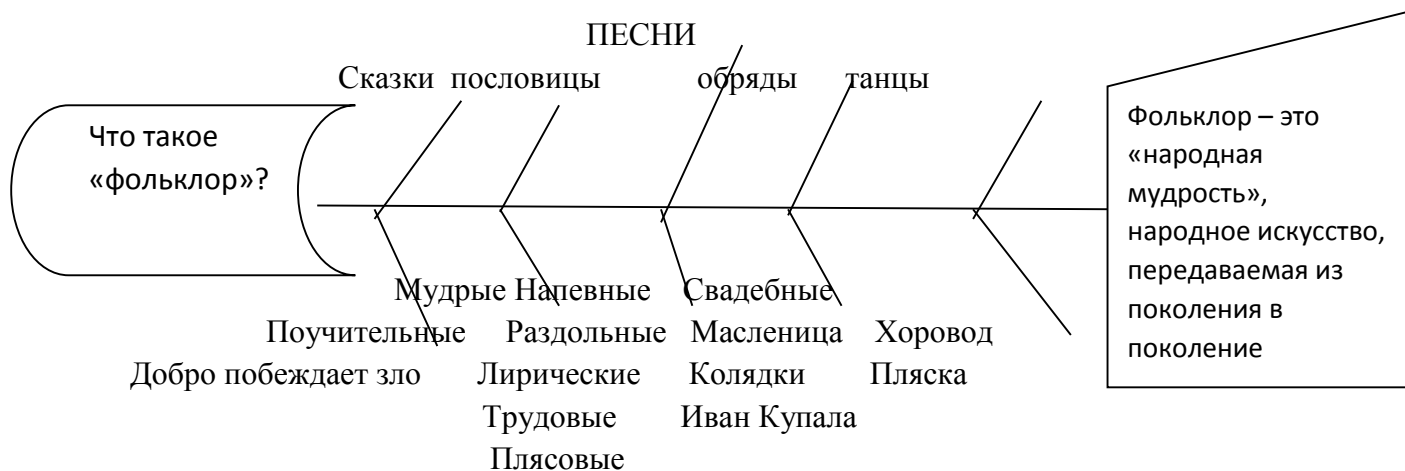 ПЕСНИ
Сказки пословицы обряды танцы
Что такое
«фольклор»?
Фольклор – это
«народная
мудрость»,
народное искусство,
передаваемая из
поколения в
поколение
Мудрые Напевные Свадебные
Поучительные Раздольные Масленица Хоровод
Добро побеждает зло Лирические Колядки Пляска
Трудовые Иван Купала
Плясовые